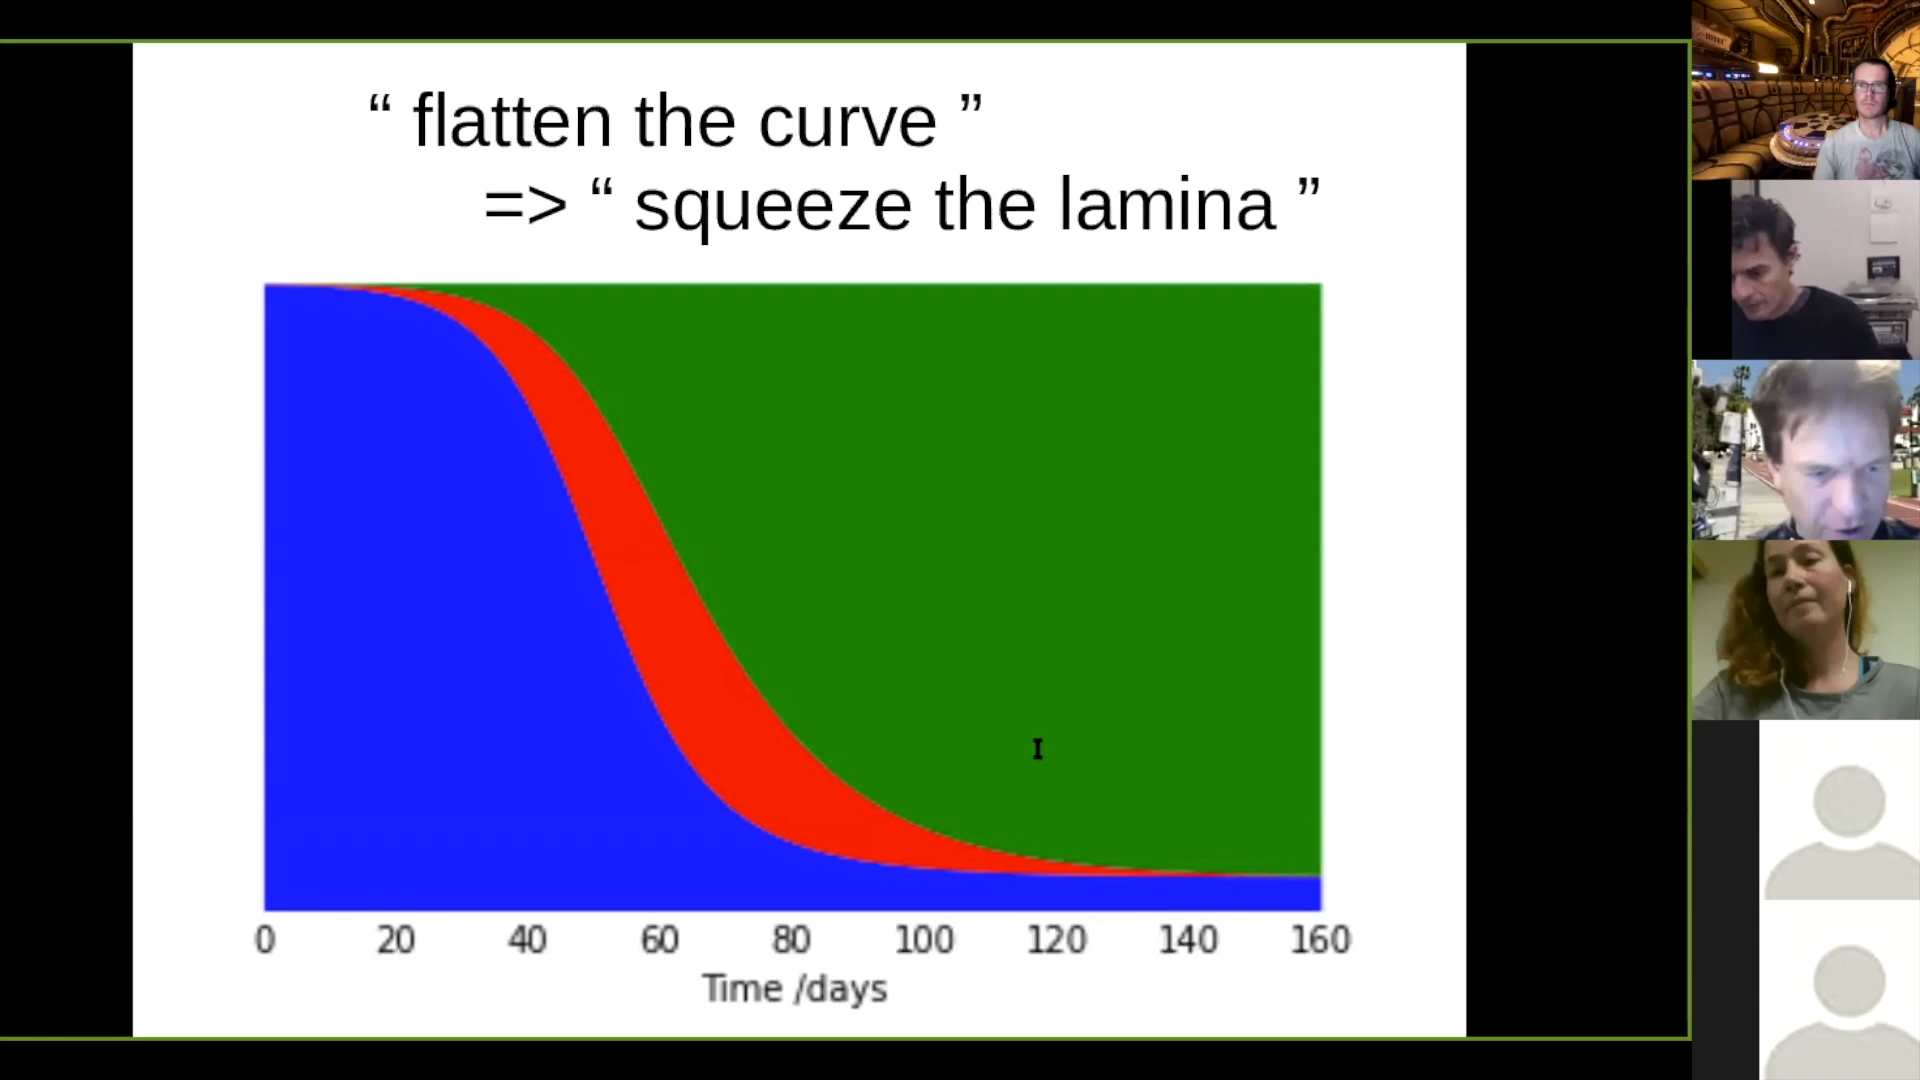 “ flatten the curve ”
=> “ squeeze the lamina ”
0 20 40 60 80 100 120 140 160
Time /days